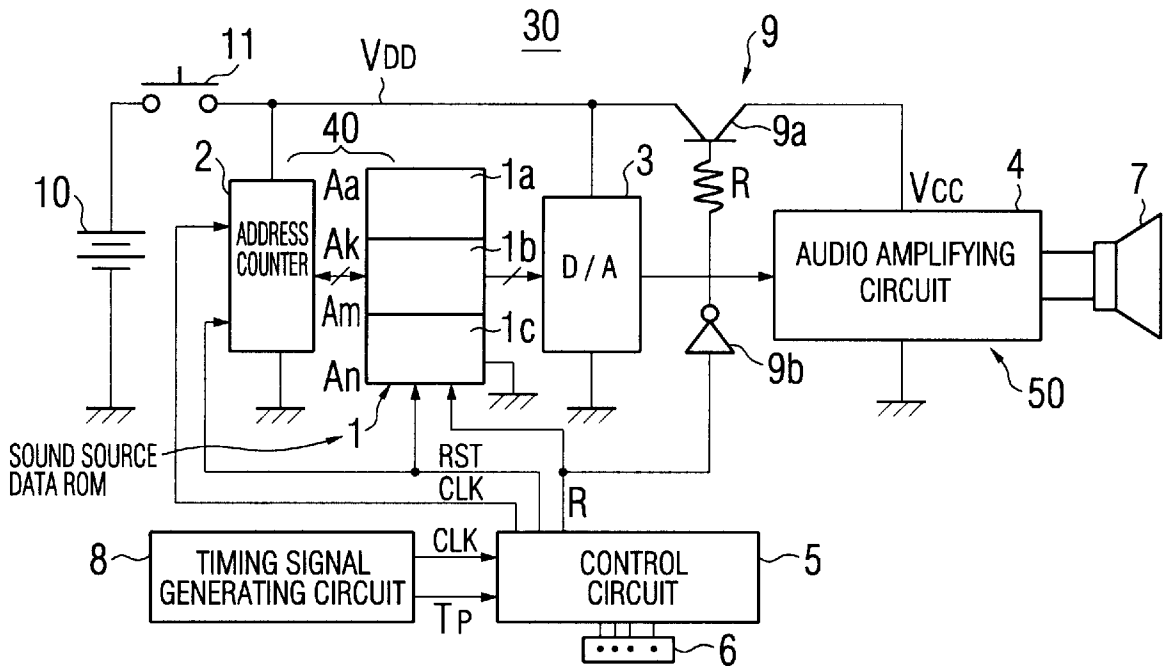 30
9
11
VDD
9a
40
2
1a
3
R
Aa
10
ADDRESS
COUNTER
Ak
1b
D/A
VCC
4
7
AUDIO AMPLIFYING
CIRCUIT
Am
1c
9b
An
50
1
SOUND SOURCE
DATA ROM
RST
CLK
R
8
TIMING SIGNAL
GENERATING CIRCUIT
CLK
TP
CONTROL
CIRCUIT
5
6